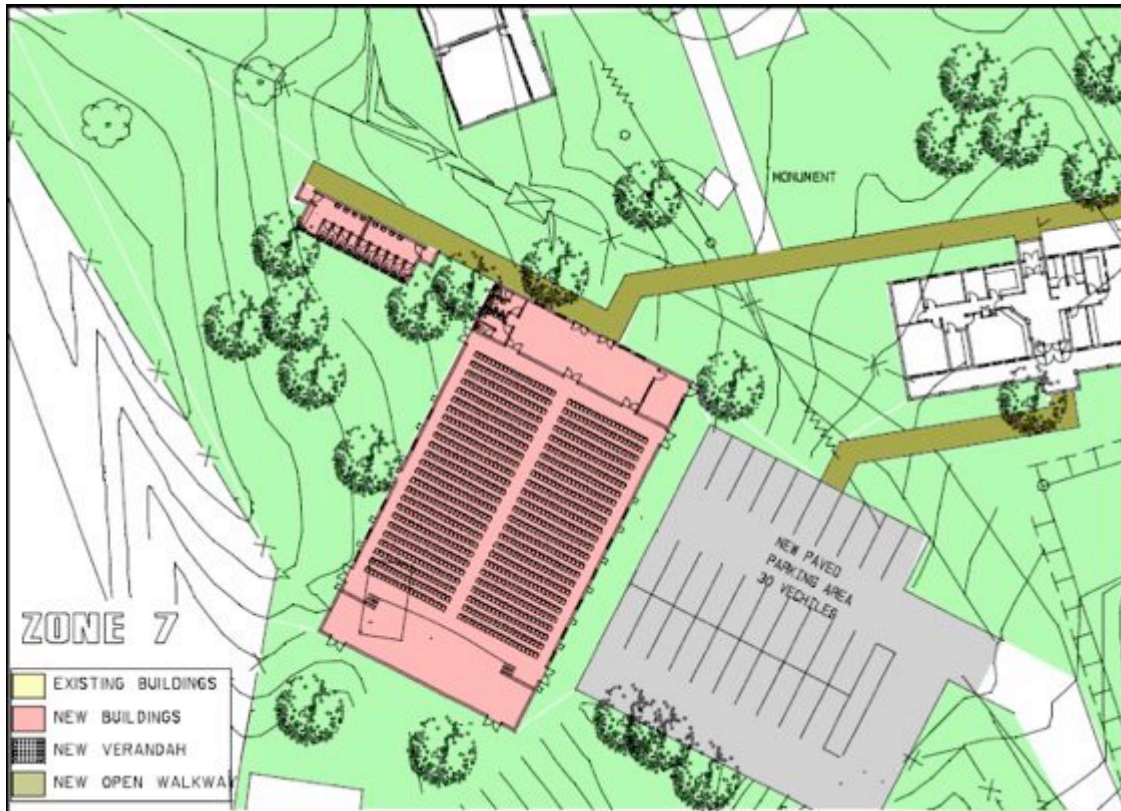 MONUMENT
NEW PAVED
PARKING AREA
30 VECHILES
ZONE 7
EXISTING BUILDINGS
NEW BUILDINGS
NEW VERANDAH
NEW OPEN WALKWAY